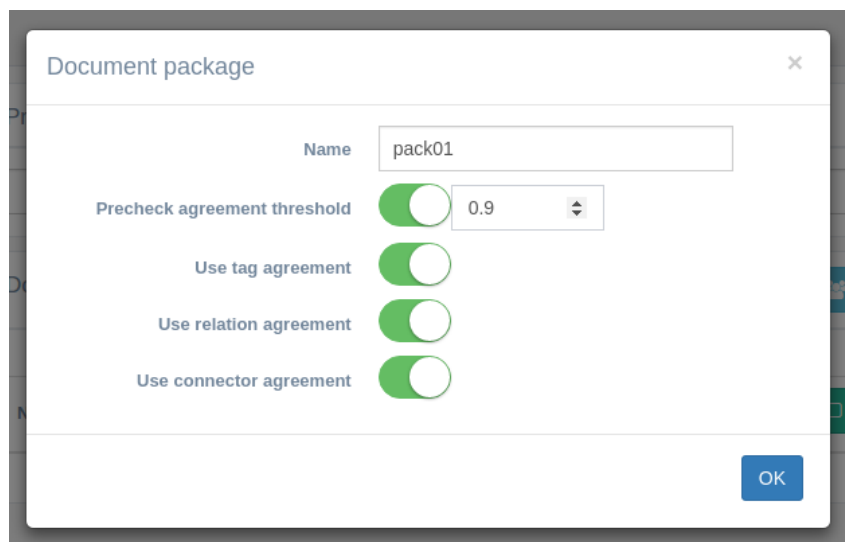 Document package
×
Name
pack01
Precheck agreement threshold
0.9
Use tag agreement
Use relation agreement
Use connector agreement
OK